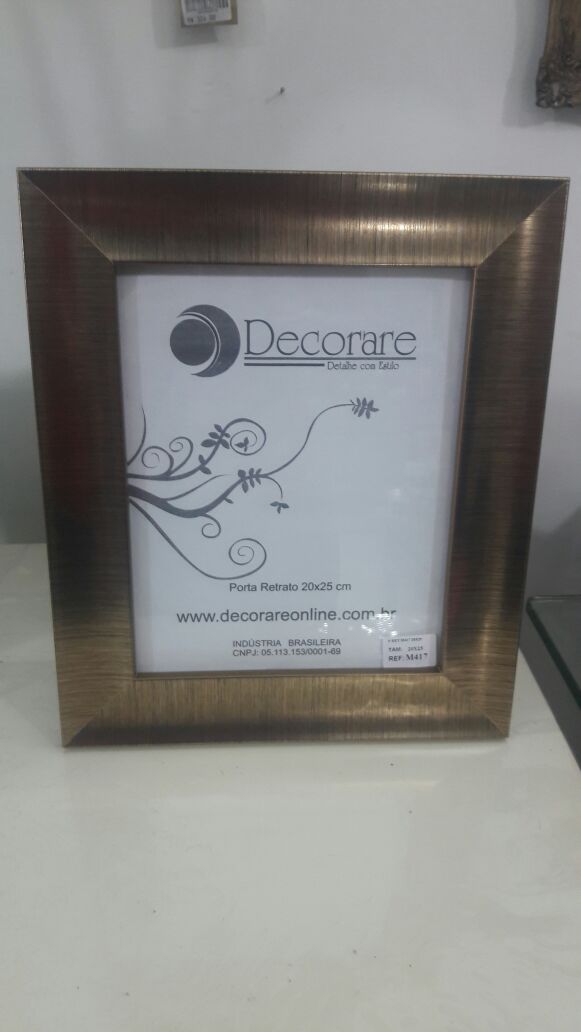 Decorare
Detalhe com Estilo
Porta Retrato 20x25 cm
www.decorareonline.com.br
INDÚSTRIA BRASILEIRA
CNPJ: 05.113.153/0001-69
TAM: 20X25
REF: M417